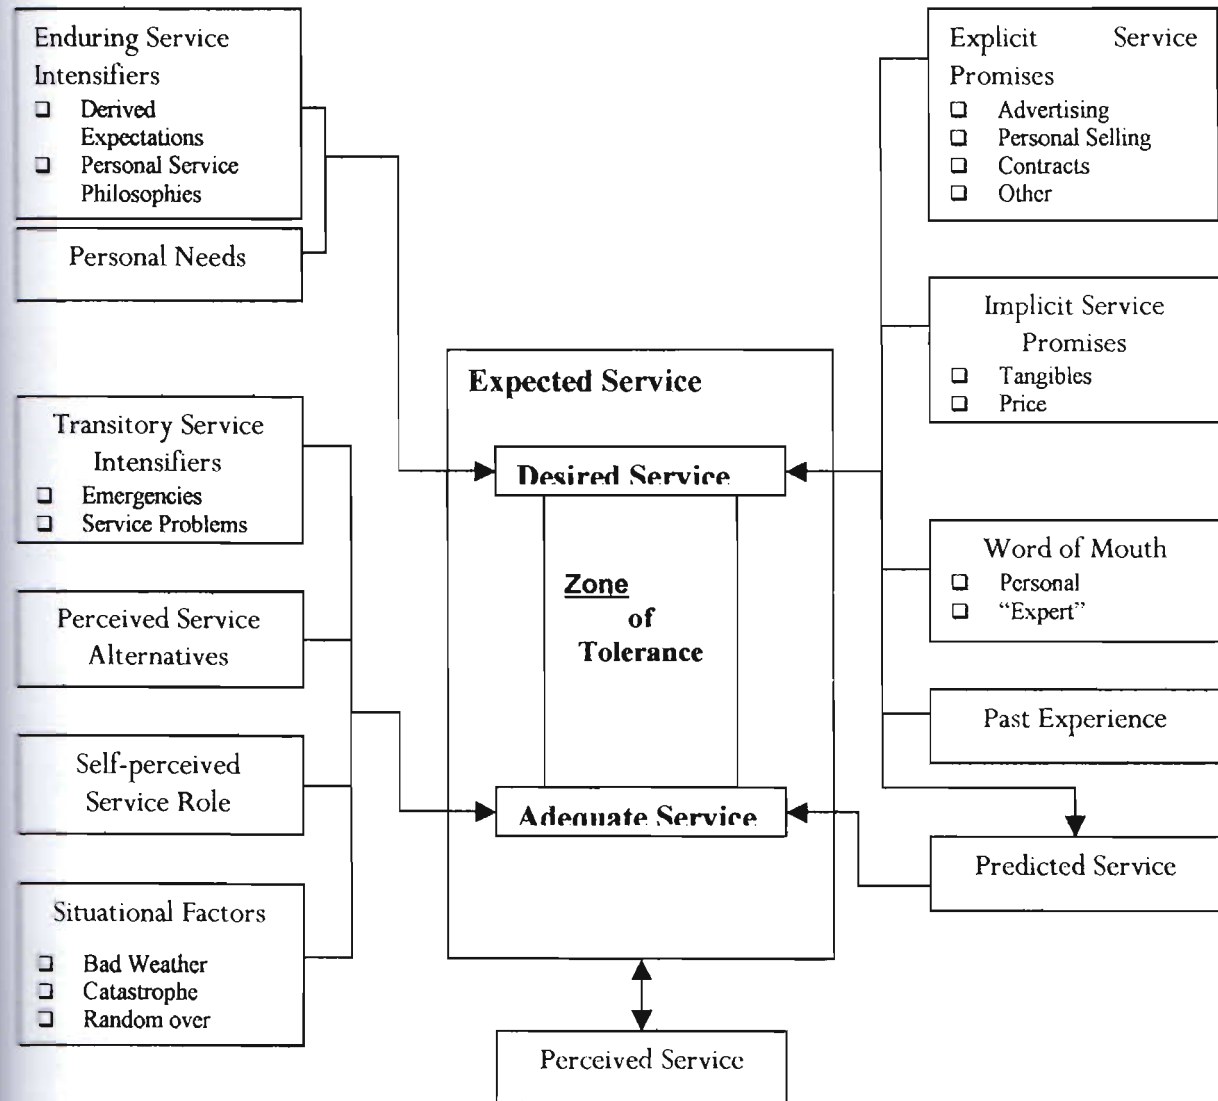 Enduring Service
Intensifiers
❑ Derived
Expectations
❑ Personal Service
Philosophies
Personal Needs
Transitory Service
Intensifiers
❑ Emergencies
❑ Service Problems
Perceived Service
Alternatives
Self-perceived
Service Role
Situational Factors
❑ Bad Weather
❑ Catastrophe
❑ Random over
Expected Service
Desired Service
Zone
of
Tolerance
Adequate Service
Perceived Service
Explicit Service
Promises
❑ Advertising
❑ Personal Selling
❑ Contracts
❑ Other
Implicit Service
Promises
❑ Tangibles
❑ Price
Word of Mouth
❑ Personal
❑ “Expert”
Past Experience
Predicted Service